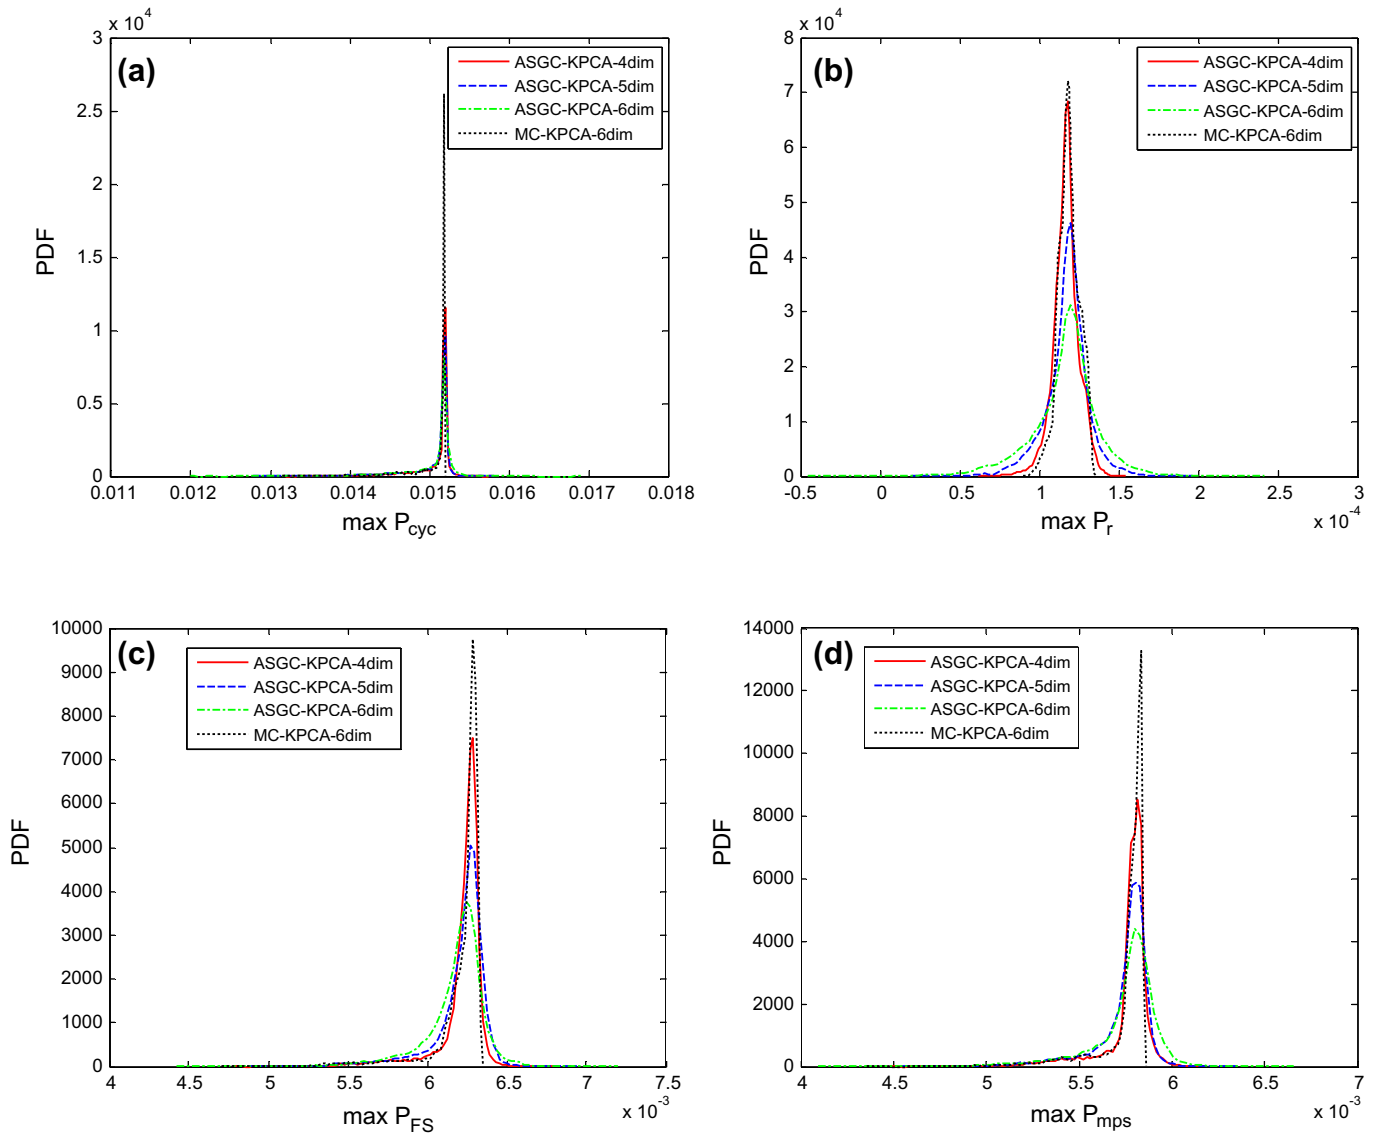 x 10^4
3
2.5
2
1.5
1
0.5
0
PDF
(a)
ASGC-KPCA-4dim
ASGC-KPCA-5dim
ASGC-KPCA-6dim
MC-KPCA-6dim
0.011 0.012 0.013 0.014 0.015 0.016 0.017 0.018
max P_cyc
x 10^4
8
7
6
5
4
3
2
1
0
PDF
(b)
ASGC-KPCA-4dim
ASGC-KPCA-5dim
ASGC-KPCA-6dim
MC-KPCA-6dim
-0.5 0 0.5 1 1.5 2 2.5 3
x 10^-4
max P_r
10000
9000
8000
7000
6000
5000
4000
3000
2000
1000
0
PDF
(c)
ASGC-KPCA-4dim
ASGC-KPCA-5dim
ASGC-KPCA-6dim
MC-KPCA-6dim
4 4.5 5 5.5 6 6.5 7 7.5
x 10^-3
max P_FS
14000
12000
10000
8000
6000
4000
2000
0
PDF
(d)
ASGC-KPCA-4dim
ASGC-KPCA-5dim
ASGC-KPCA-6dim
MC-KPCA-6dim
4 4.5 5 5.5 6 6.5 7
x 10^-3
max P_mps